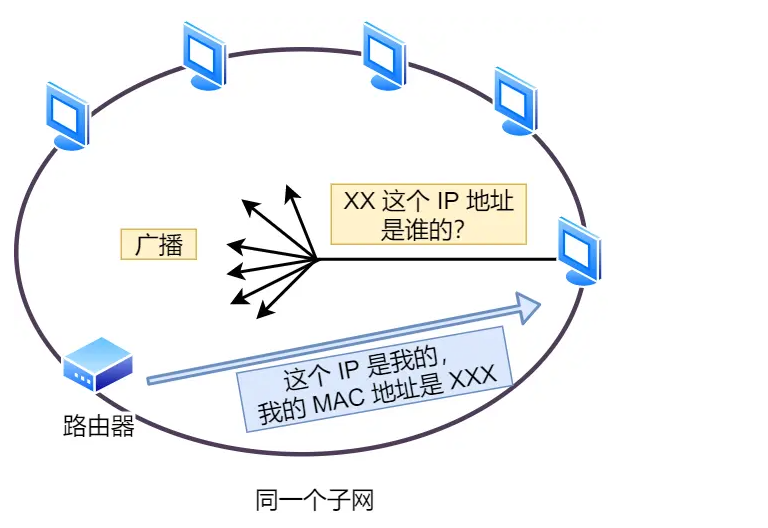 XX 这个 IP 地址
是谁的?
广播
这个 IP 是我的，
我的 MAC 地址是 XXX
路由器
同一个子网